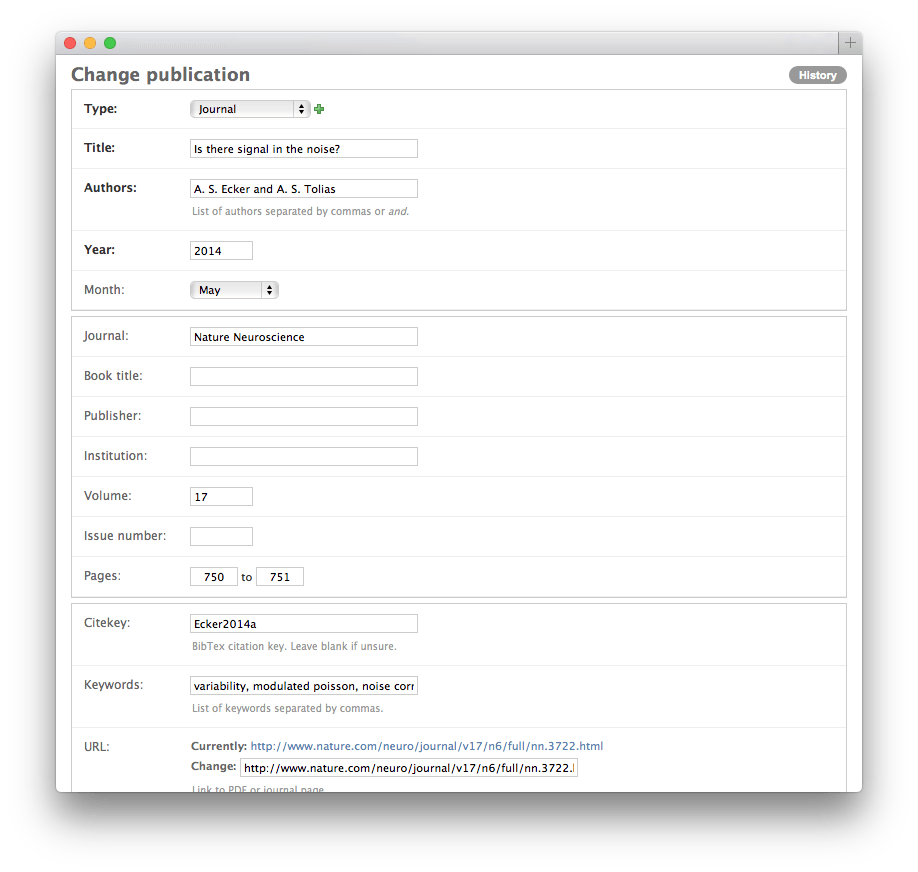 Change publication
History
Type: Journal
Title: Is there signal in the noise?
Authors: A. S. Ecker and A. S. Tolias
List of authors separated by commas or and.
Year: 2014
Month: May
Journal: Nature Neuroscience
Book title:
Publisher:
Institution:
Volume: 17
Issue number:
Pages: 750 to 751
Citekey: Ecker2014a
BibTex citation key. Leave blank if unsure.
Keywords: variability, modulated poisson, noise corr
List of keywords separated by commas.
URL: Currently: http://www.nature.com/neuro/journal/v17/n6/full/nn.3722.html
Change: http://www.nature.com/neuro/journal/v17/n6/full/nn.3722.
Link to PDF or journal page